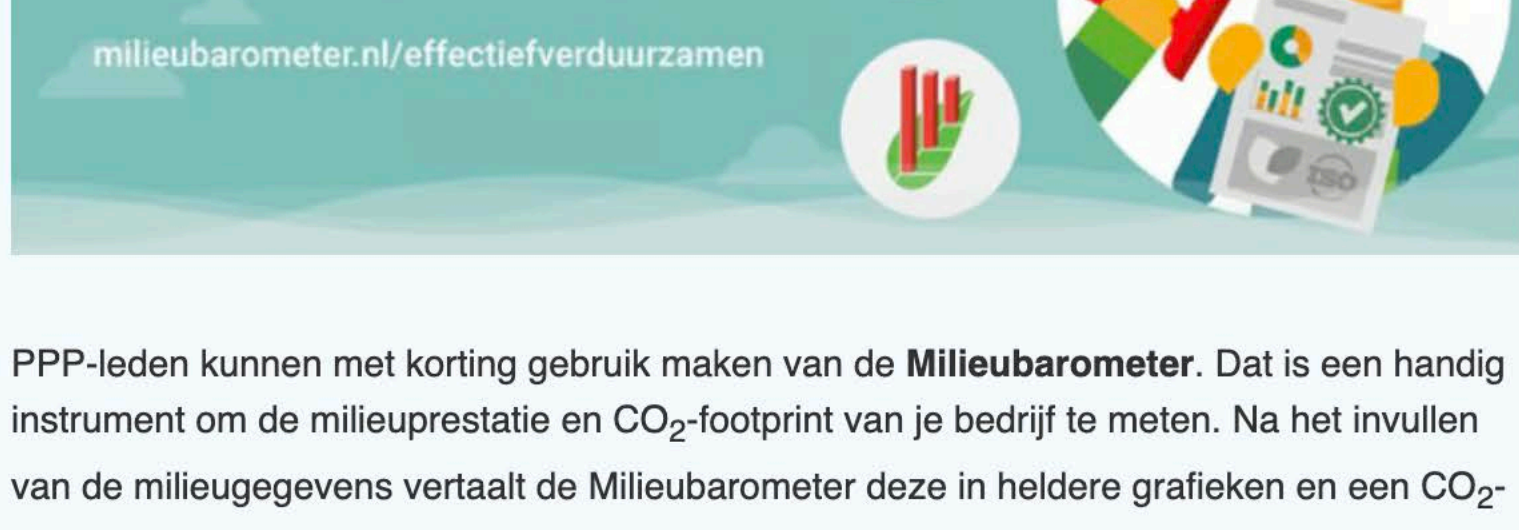 milieubarometer.nl/effectiefverduurzamen
ISO
PPP-leden kunnen met korting gebruik maken van de Milieubarometer. Dat is een handig
instrument om de milieuprestatie en CO₂-footprint van je bedrijf te meten. Na het invullen
van de milieugegevens vertaalt de Milieubarometer deze in heldere grafieken en een CO₂-